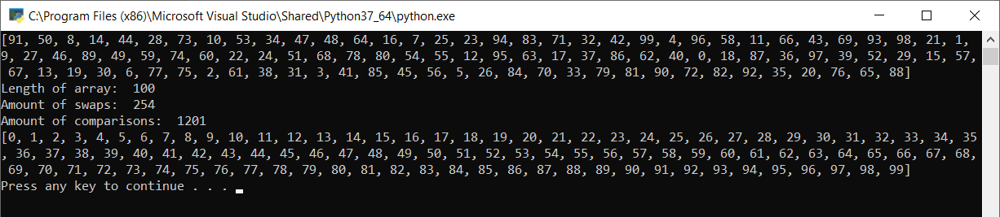 C:\Program Files (x86)\Microsoft Visual Studio\Shared\Python37_64\python.exe
[91, 50, 8, 14, 44, 28, 73, 10, 53, 34, 47, 48, 64, 16, 7, 25, 23, 94, 83, 71, 32, 42, 99, 4, 96, 58, 11, 66, 43, 69, 93, 98, 21, 1,
9, 27, 46, 89, 49, 59, 74, 60, 22, 24, 51, 68, 78, 80, 54, 55, 12, 95, 63, 17, 37, 86, 62, 40, 0, 18, 87, 36, 97, 39, 52, 29, 15, 57,
67, 13, 19, 30, 6, 77, 75, 2, 61, 38, 31, 3, 41, 85, 45, 56, 5, 26, 84, 70, 33, 79, 81, 90, 72, 82, 92, 35, 20, 76, 65, 88]
Length of array:  100
Amount of swaps:  254
Amount of comparisons:  1201
[0, 1, 2, 3, 4, 5, 6, 7, 8, 9, 10, 11, 12, 13, 14, 15, 16, 17, 18, 19, 20, 21, 22, 23, 24, 25, 26, 27, 28, 29, 30, 31, 32, 33, 34, 35
, 36, 37, 38, 39, 40, 41, 42, 43, 44, 45, 46, 47, 48, 49, 50, 51, 52, 53, 54, 55, 56, 57, 58, 59, 60, 61, 62, 63, 64, 65, 66, 67, 68,
69, 70, 71, 72, 73, 74, 75, 76, 77, 78, 79, 80, 81, 82, 83, 84, 85, 86, 87, 88, 89, 90, 91, 92, 93, 94, 95, 96, 97, 98, 99]
Press any key to continue . . .